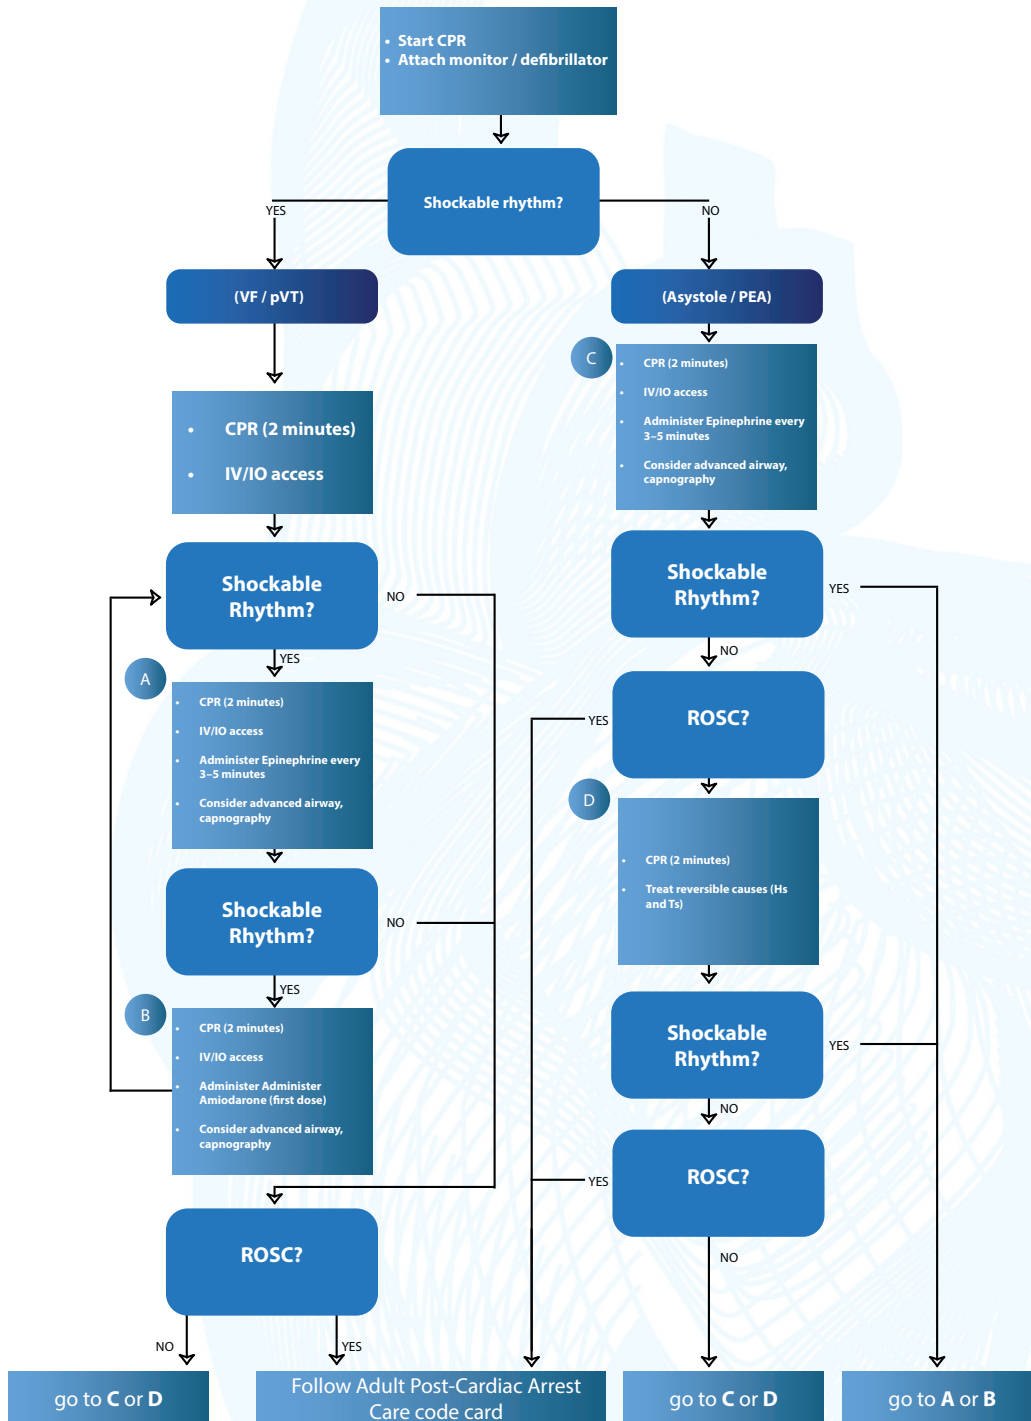 • Start CPR
• Attach monitor / defibrillator
Shockable rhythm?
YES
NO
(VF / pVT)
(Asystole / PEA)
C
• CPR (2 minutes)
• IV/IO access
• Administer Epinephrine every
3–5 minutes
• Consider advanced airway,
capnography
• CPR (2 minutes)
• IV/IO access
Shockable
Rhythm?
NO
YES
Shockable
Rhythm?
YES
NO
A
• CPR (2 minutes)
• IV/IO access
• Administer Epinephrine every
3–5 minutes
• Consider advanced airway,
capnography
ROSC?
YES
D
• CPR (2 minutes)
• Treat reversible causes (Hs
and Ts)
Shockable
Rhythm?
NO
YES
B
• CPR (2 minutes)
• IV/IO access
• Administer Administer
Amiodarone (first dose)
• Consider advanced airway,
capnography
Shockable
Rhythm?
YES
NO
ROSC?
YES
NO
ROSC?
NO
YES
go to C or D
Follow Adult Post-Cardiac Arrest
Care code card
go to C or D
go to A or B